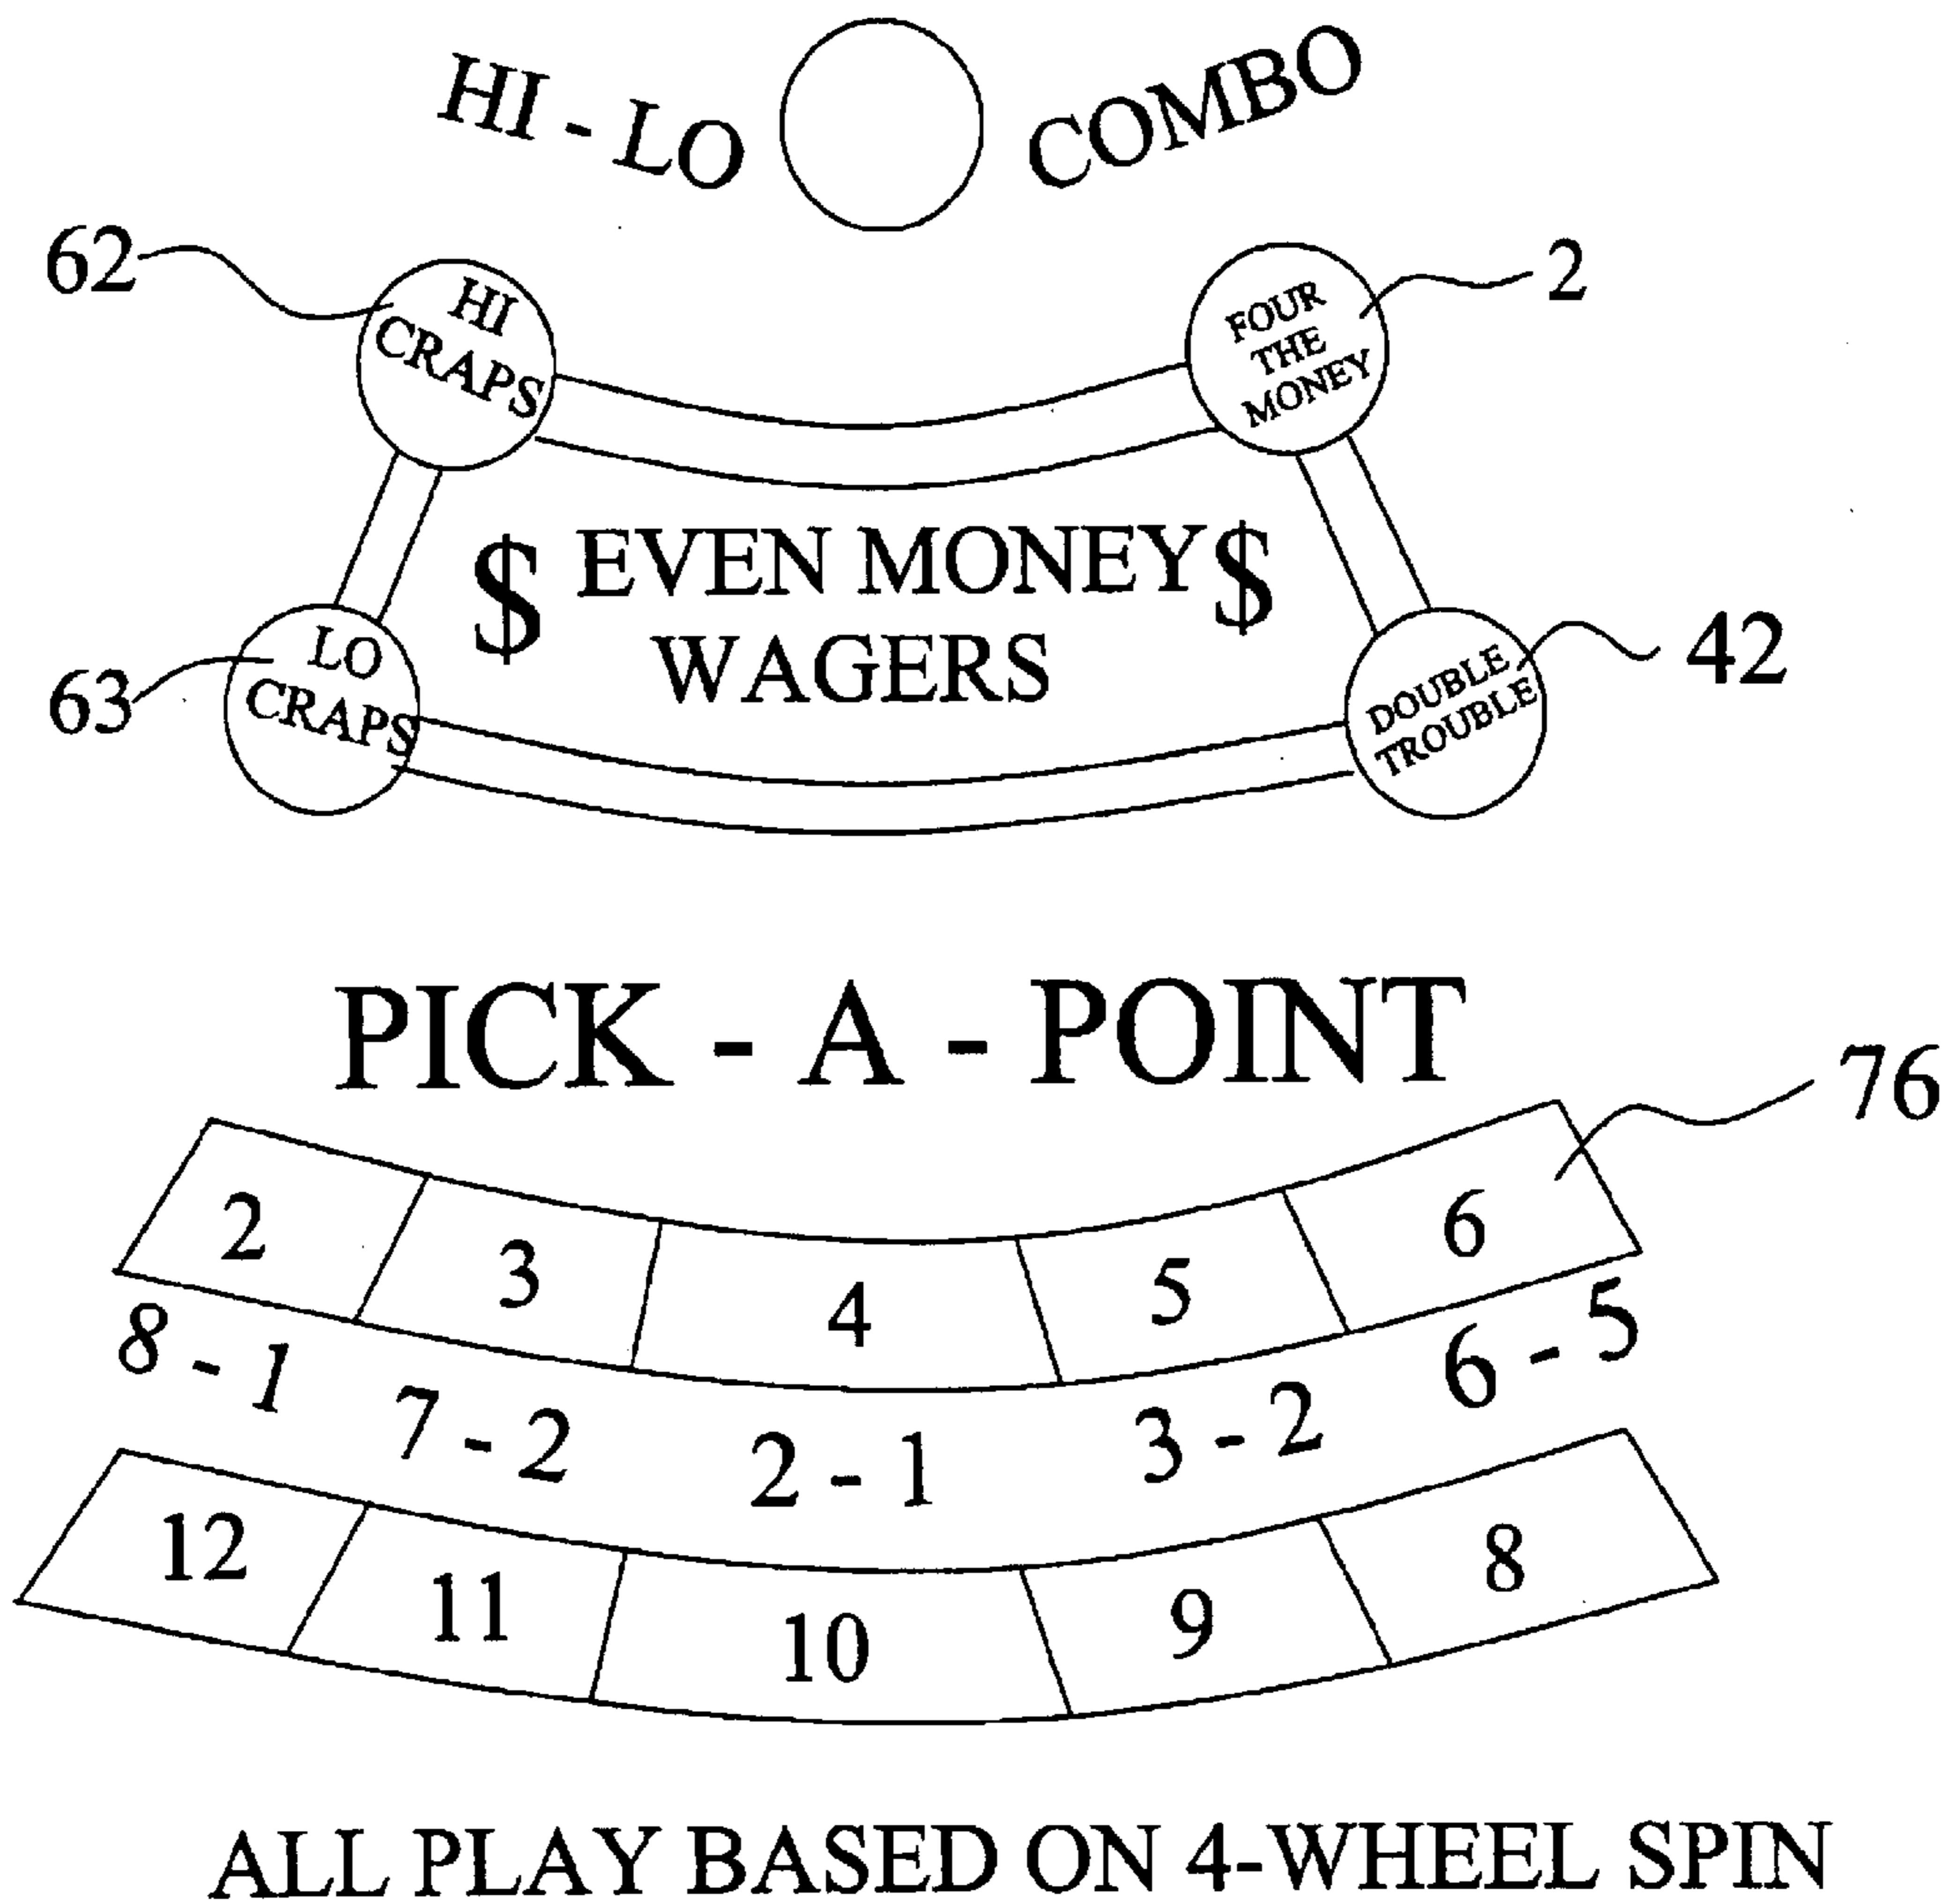 HI - LO COMBO
62
HI
CRAPS
FOUR
THE
MONEY
2
$ EVEN MONEY $
WAGERS
63
LO
CRAPS
DOUBLE
TROUBLE
42
PICK - A - POINT
76
2 3 4 5 6
8 - 1 7 - 2 2 - 1 3 - 2 6 - 5
12 11 10 9 8
ALL PLAY BASED ON 4-WHEEL SPIN